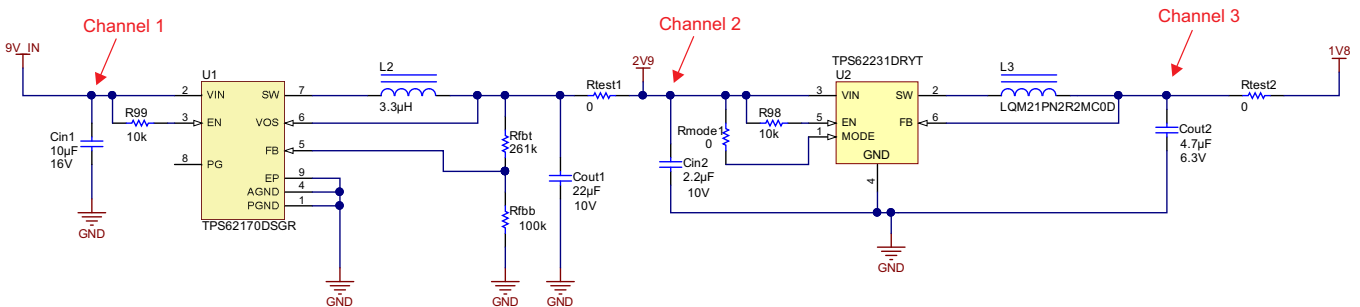 Channel 1
Channel 2
Channel 3
9V_IN
U1
L2
3.3µH
2V9
TPS62231DRYT
U2
L3
LQM21PN2R2MC0D
1V8
2
VIN
SW
7
Rtest1
0
3
VIN
SW
2
Rtest2
0
R99
10k
3
EN
VOS
6
Cin1
10µF
16V
R98
10k
5
EN
FB
6
Rmode1
0
1
MODE
Cout2
4.7µF
6.3V
8
PG
FB
5
Rfbt
261k
GND
4
Cin2
2.2µF
10V
EP
9
AGND
4
PGND
1
Cout1
22µF
10V
Rfbb
100k
TPS62170DSGR
GND
GND
GND
GND
GND